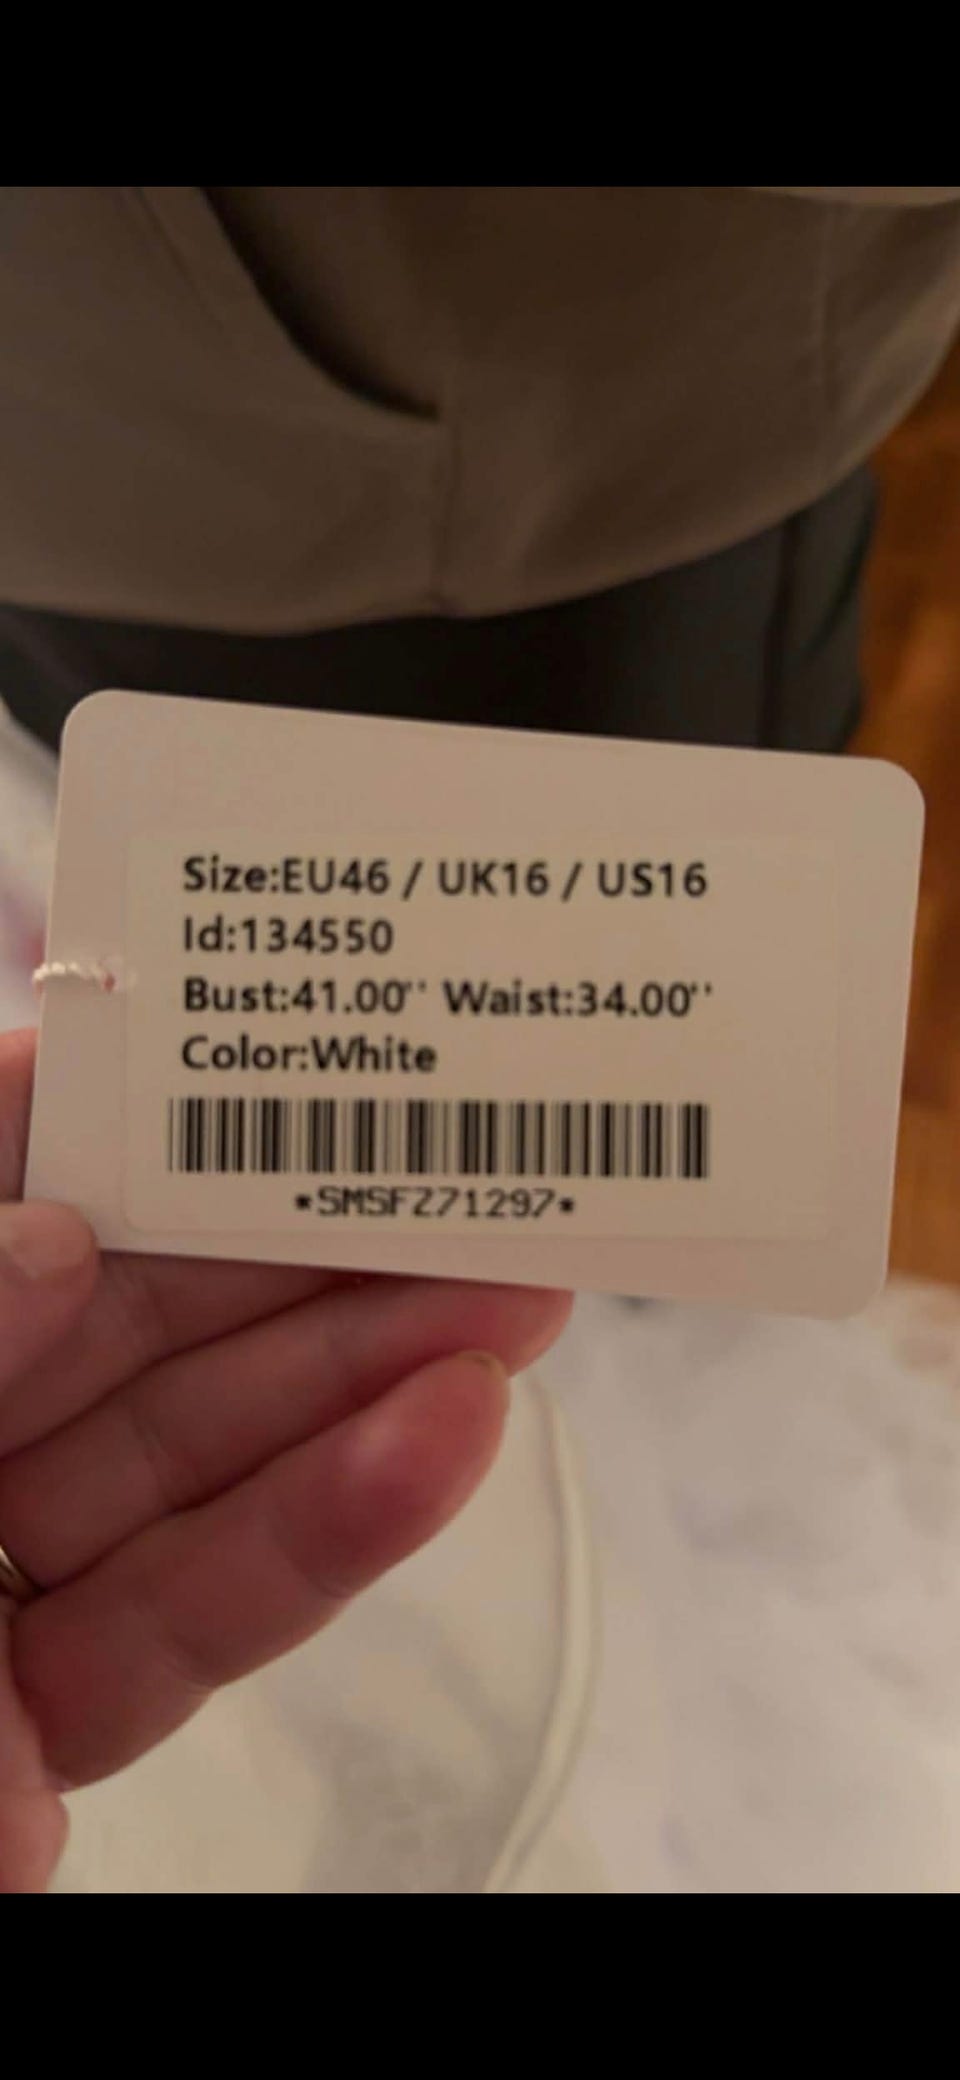 Size:EU46 / UK16 / US16
Id:134550
Bust:41.00'' Waist:34.00''
Color:White
*SMSFZ71297*